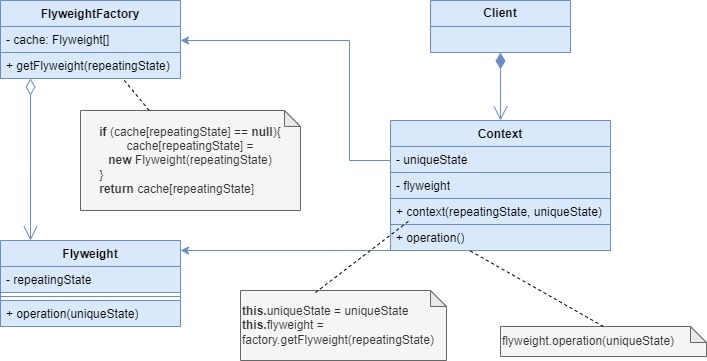 FlyweightFactory
- cache: Flyweight[]
+ getFlyweight(repeatingState)
Client
if (cache[repeatingState] == null){
cache[repeatingState] =
new Flyweight(repeatingState)
}
return cache[repeatingState]
Context
- uniqueState
- flyweight
+ context(repeatingState, uniqueState)
+ operation()
Flyweight
- repeatingState
+ operation(uniqueState)
this.uniqueState = uniqueState
this.flyweight =
factory.getFlyweight(repeatingState)
flyweight.operation(uniqueState)